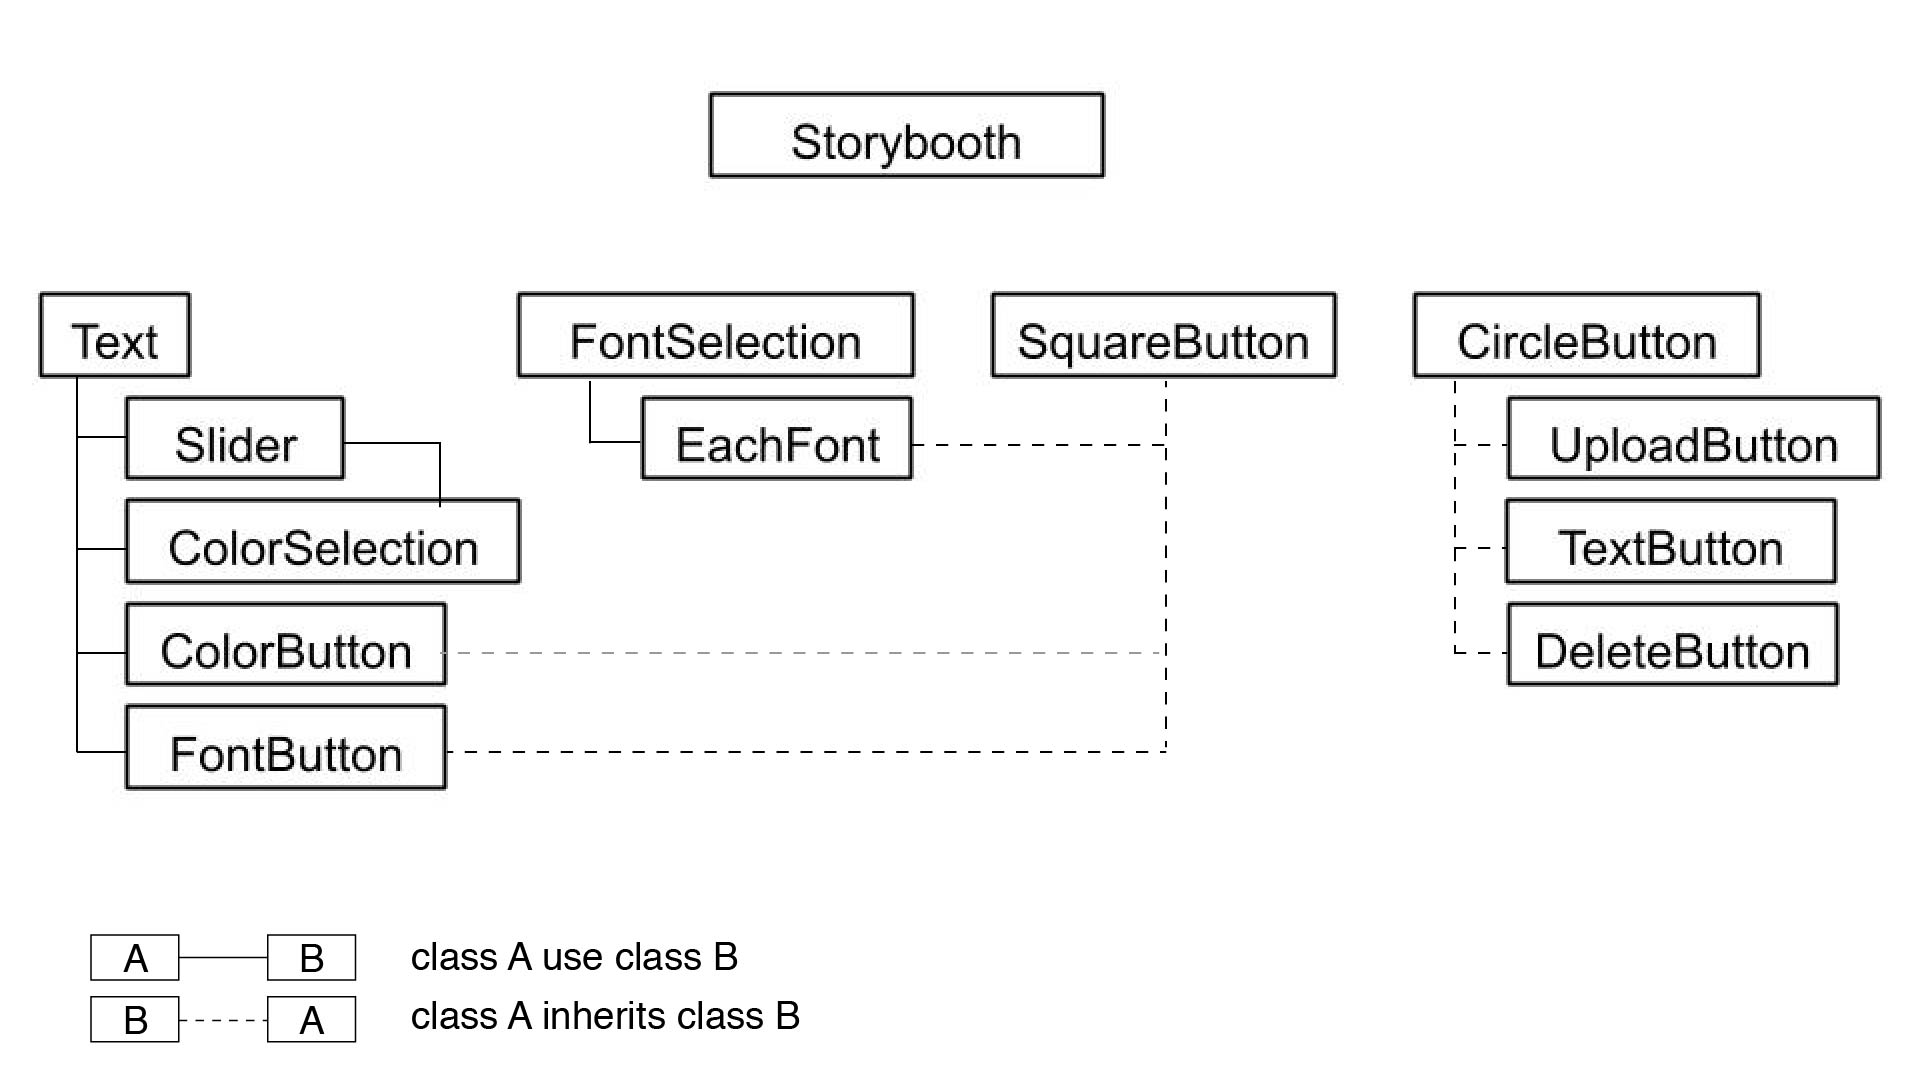 Storybooth
Text
FontSelection
SquareButton
CircleButton
Slider
EachFont
UploadButton
ColorSelection
TextButton
ColorButton
DeleteButton
FontButton
A B class A use class B
B A class A inherits class B